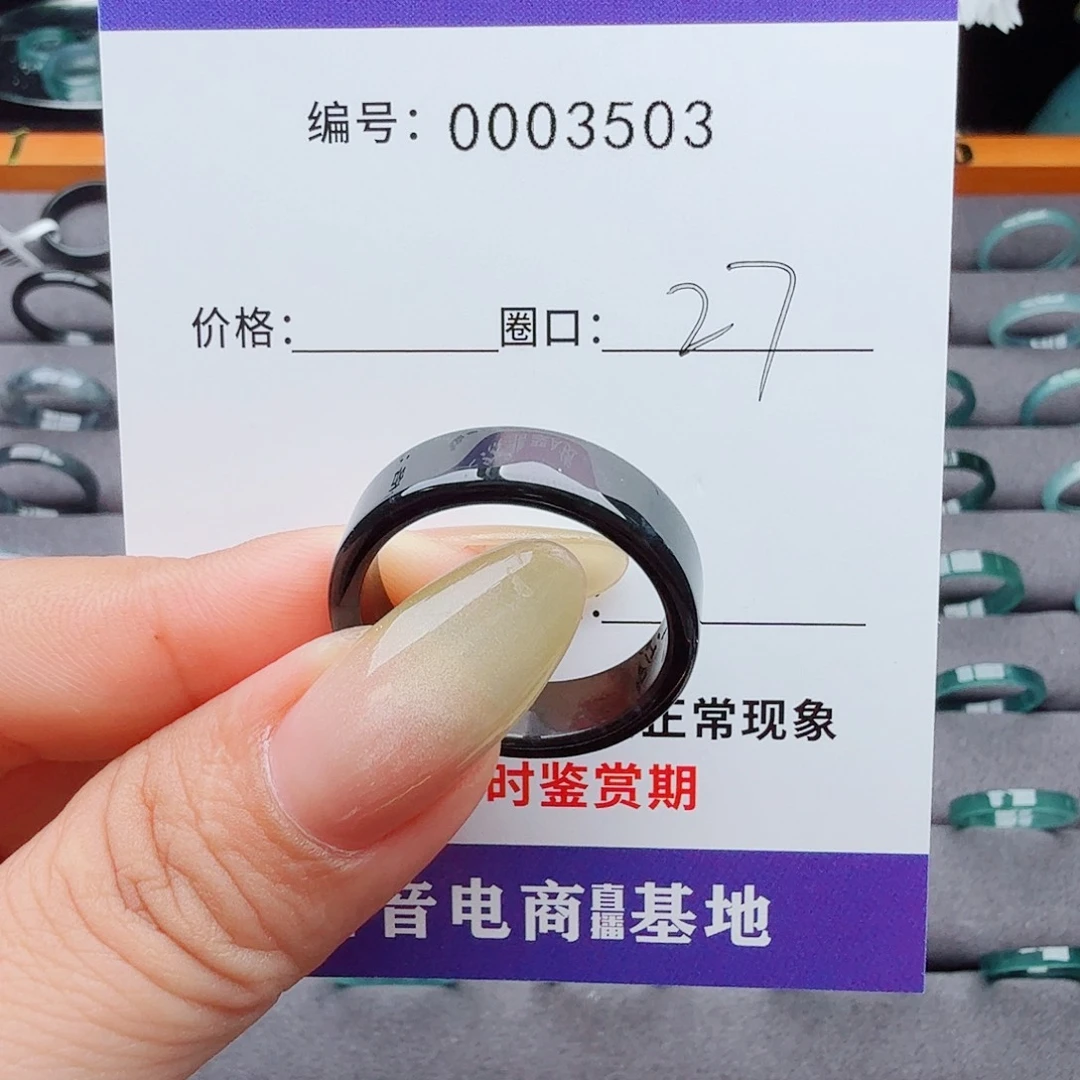 编号：0003503
价格： 圈口：27
：
正常现象
时鉴赏期
音电商直播基地